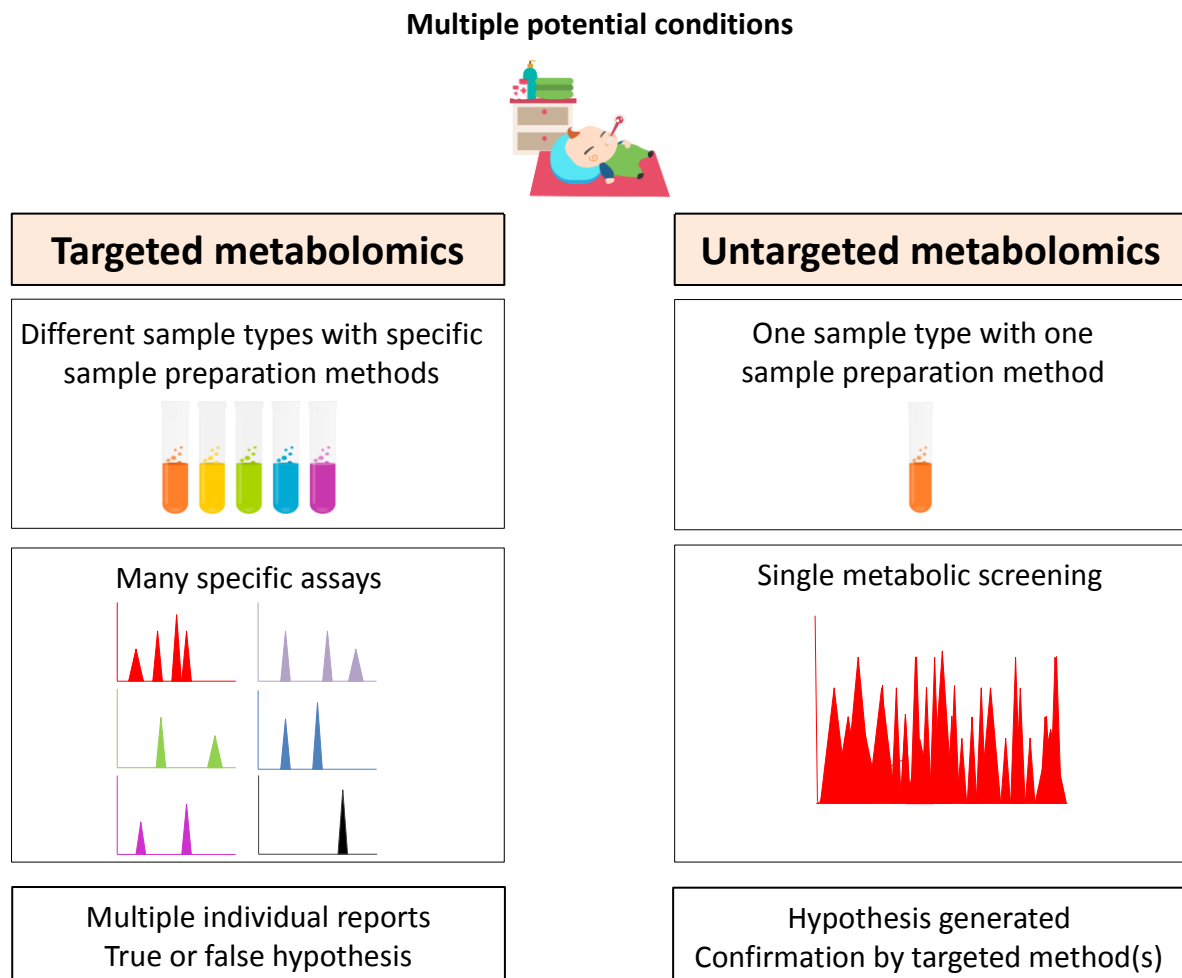 Multiple potential conditions
Targeted metabolomics
Different sample types with specific
sample preparation methods
Many specific assays
Multiple individual reports
True or false hypothesis
Untargeted metabolomics
One sample type with one
sample preparation method
Single metabolic screening
Hypothesis generated
Confirmation by targeted method(s)